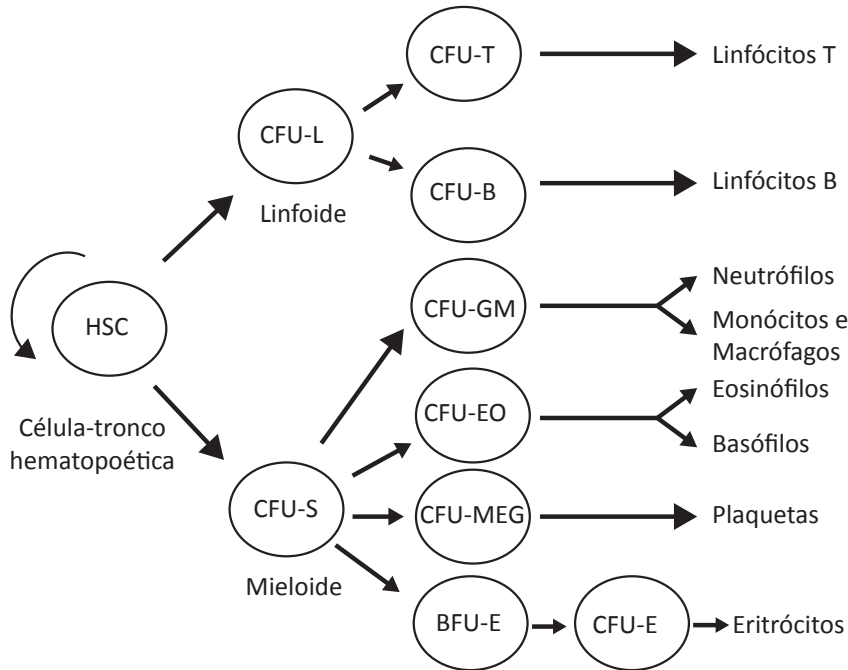 CFU-T
Linfócitos T
CFU-L
Linfoide
CFU-B
Linfócitos B
HSC
Célula-tronco
hematopoética
CFU-GM
Neutrófilos
Monócitos e
Macrófagos
CFU-EO
Eosinófilos
Basófilos
CFU-S
Mieloide
CFU-MEG
Plaquetas
BFU-E
CFU-E
Eritrócitos